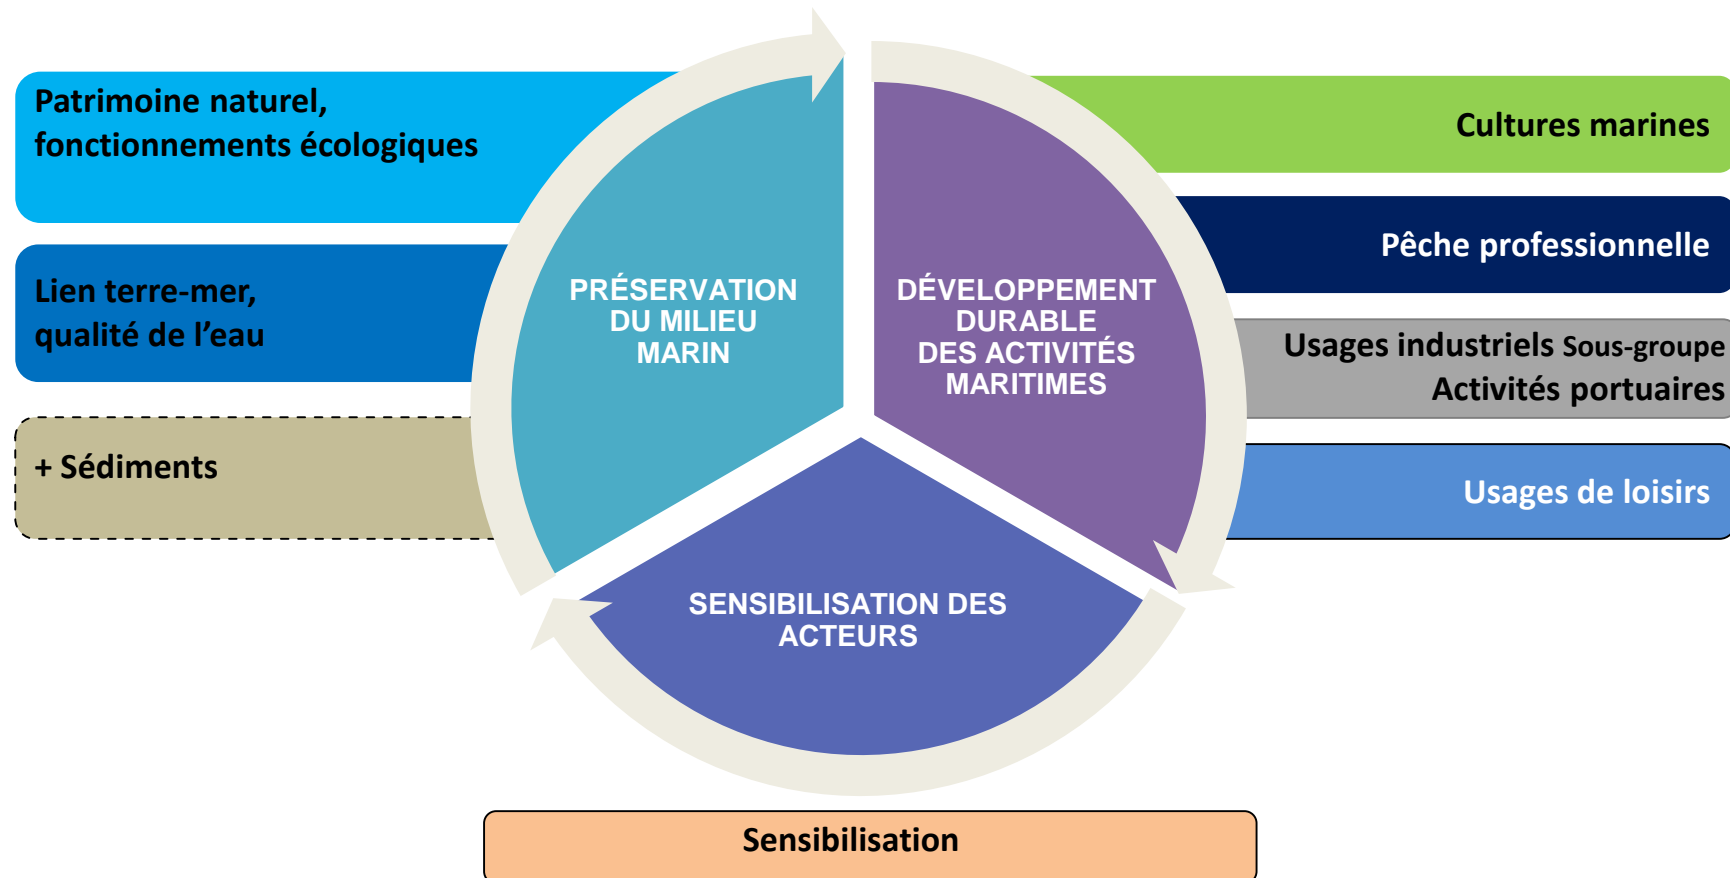 Patrimoine naturel,
fonctionnements écologiques
Lien terre-mer,
qualité de l’eau
+ Sédiments
PRÉSERVATION
DU MILIEU
MARIN
DÉVELOPPEMENT
DURABLE
DES ACTIVITÉS
MARITIMES
SENSIBILISATION DES
ACTEURS
Cultures marines
Pêche professionnelle
Usages industriels Sous-groupe
Activités portuaires
Usages de loisirs
Sensibilisation